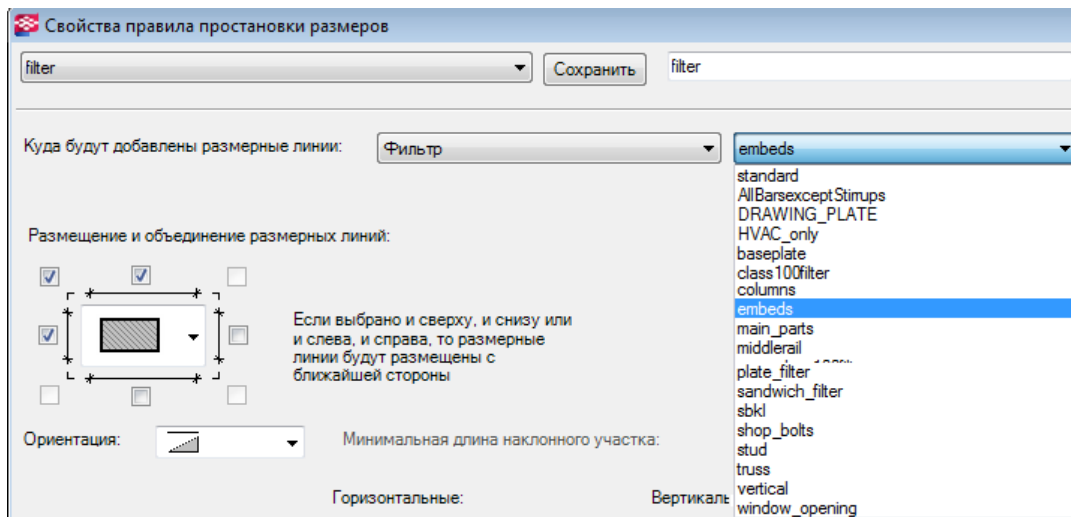 Свойства правила простановки размеров
filter
Сохранить
filter
Куда будут добавлены размерные линии:
Фильтр
embeds
standard
AllBarsexceptStirrups
DRAWING_PLATE
HVAC_only
baseplate
class100filter
columns
embeds
main_parts
middlerail
plate_filter
sandwich_filter
sbkl
shop_bolts
stud
truss
vertical
window_opening
Размещение и объединение размерных линий:
Если выбрано и сверху, и снизу или
и слева, и справа, то размерные
линии будут размещены с
ближайшей стороны
Ориентация:
Минимальная длина наклонного участка:
Горизонтальные: